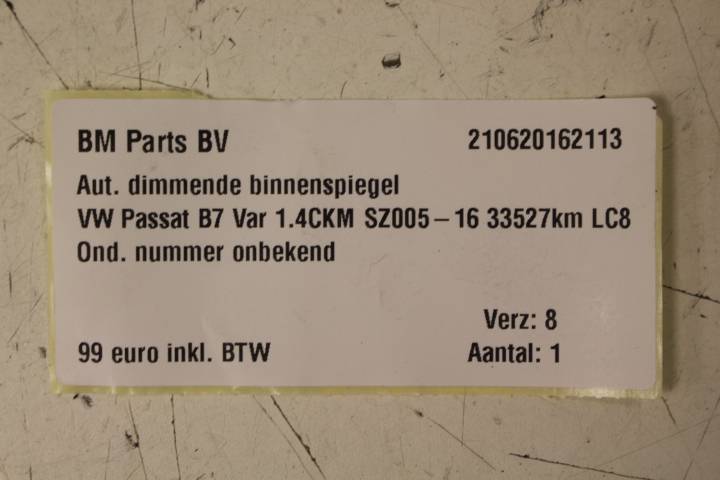 BM Parts BV 210620162113
Aut. dimmende binnenspiegel
VW Passat B7 Var 1.4CKM SZ005-16 33527km LC8
Ond. nummer onbekend
Verz: 8
99 euro inkl. BTW Aantal: 1